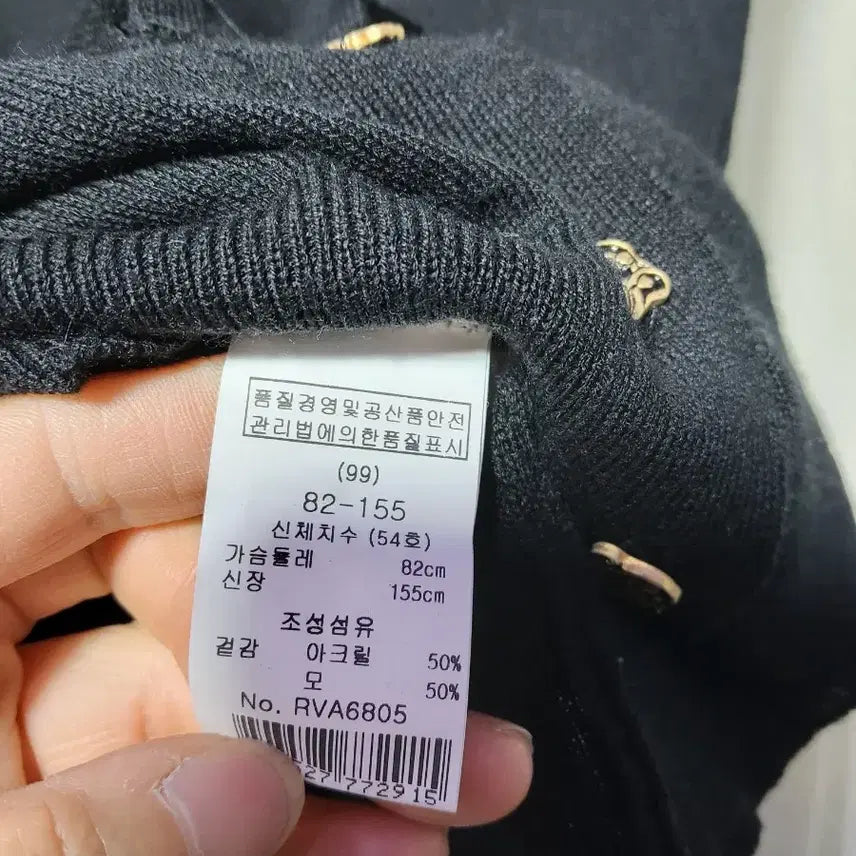 품질경영및공산품안전
관리법에의한품질표시
(99)
82-155
신체치수 (54호)
가슴둘레 82cm
신장 155cm
조성섬유
겉감 아크릴 50%
모 50%
No. RVA6805
27 772915